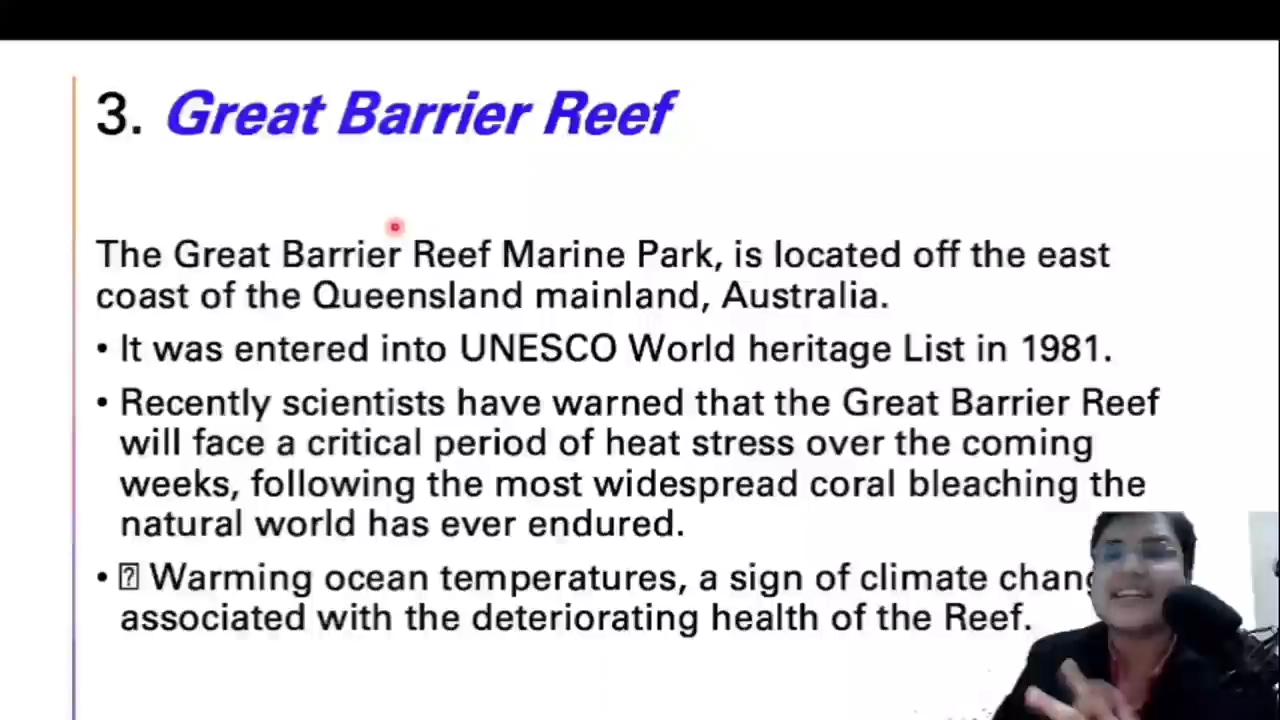 3. Great Barrier Reef
The Great Barrier Reef Marine Park, is located off the east
coast of the Queensland mainland, Australia.
• It was entered into UNESCO World heritage List in 1981.
• Recently scientists have warned that the Great Barrier Reef
will face a critical period of heat stress over the coming
weeks, following the most widespread coral bleaching the
natural world has ever endured.
• ⍰ Warming ocean temperatures, a sign of climate
associated with the deteriorating health of the Reef.